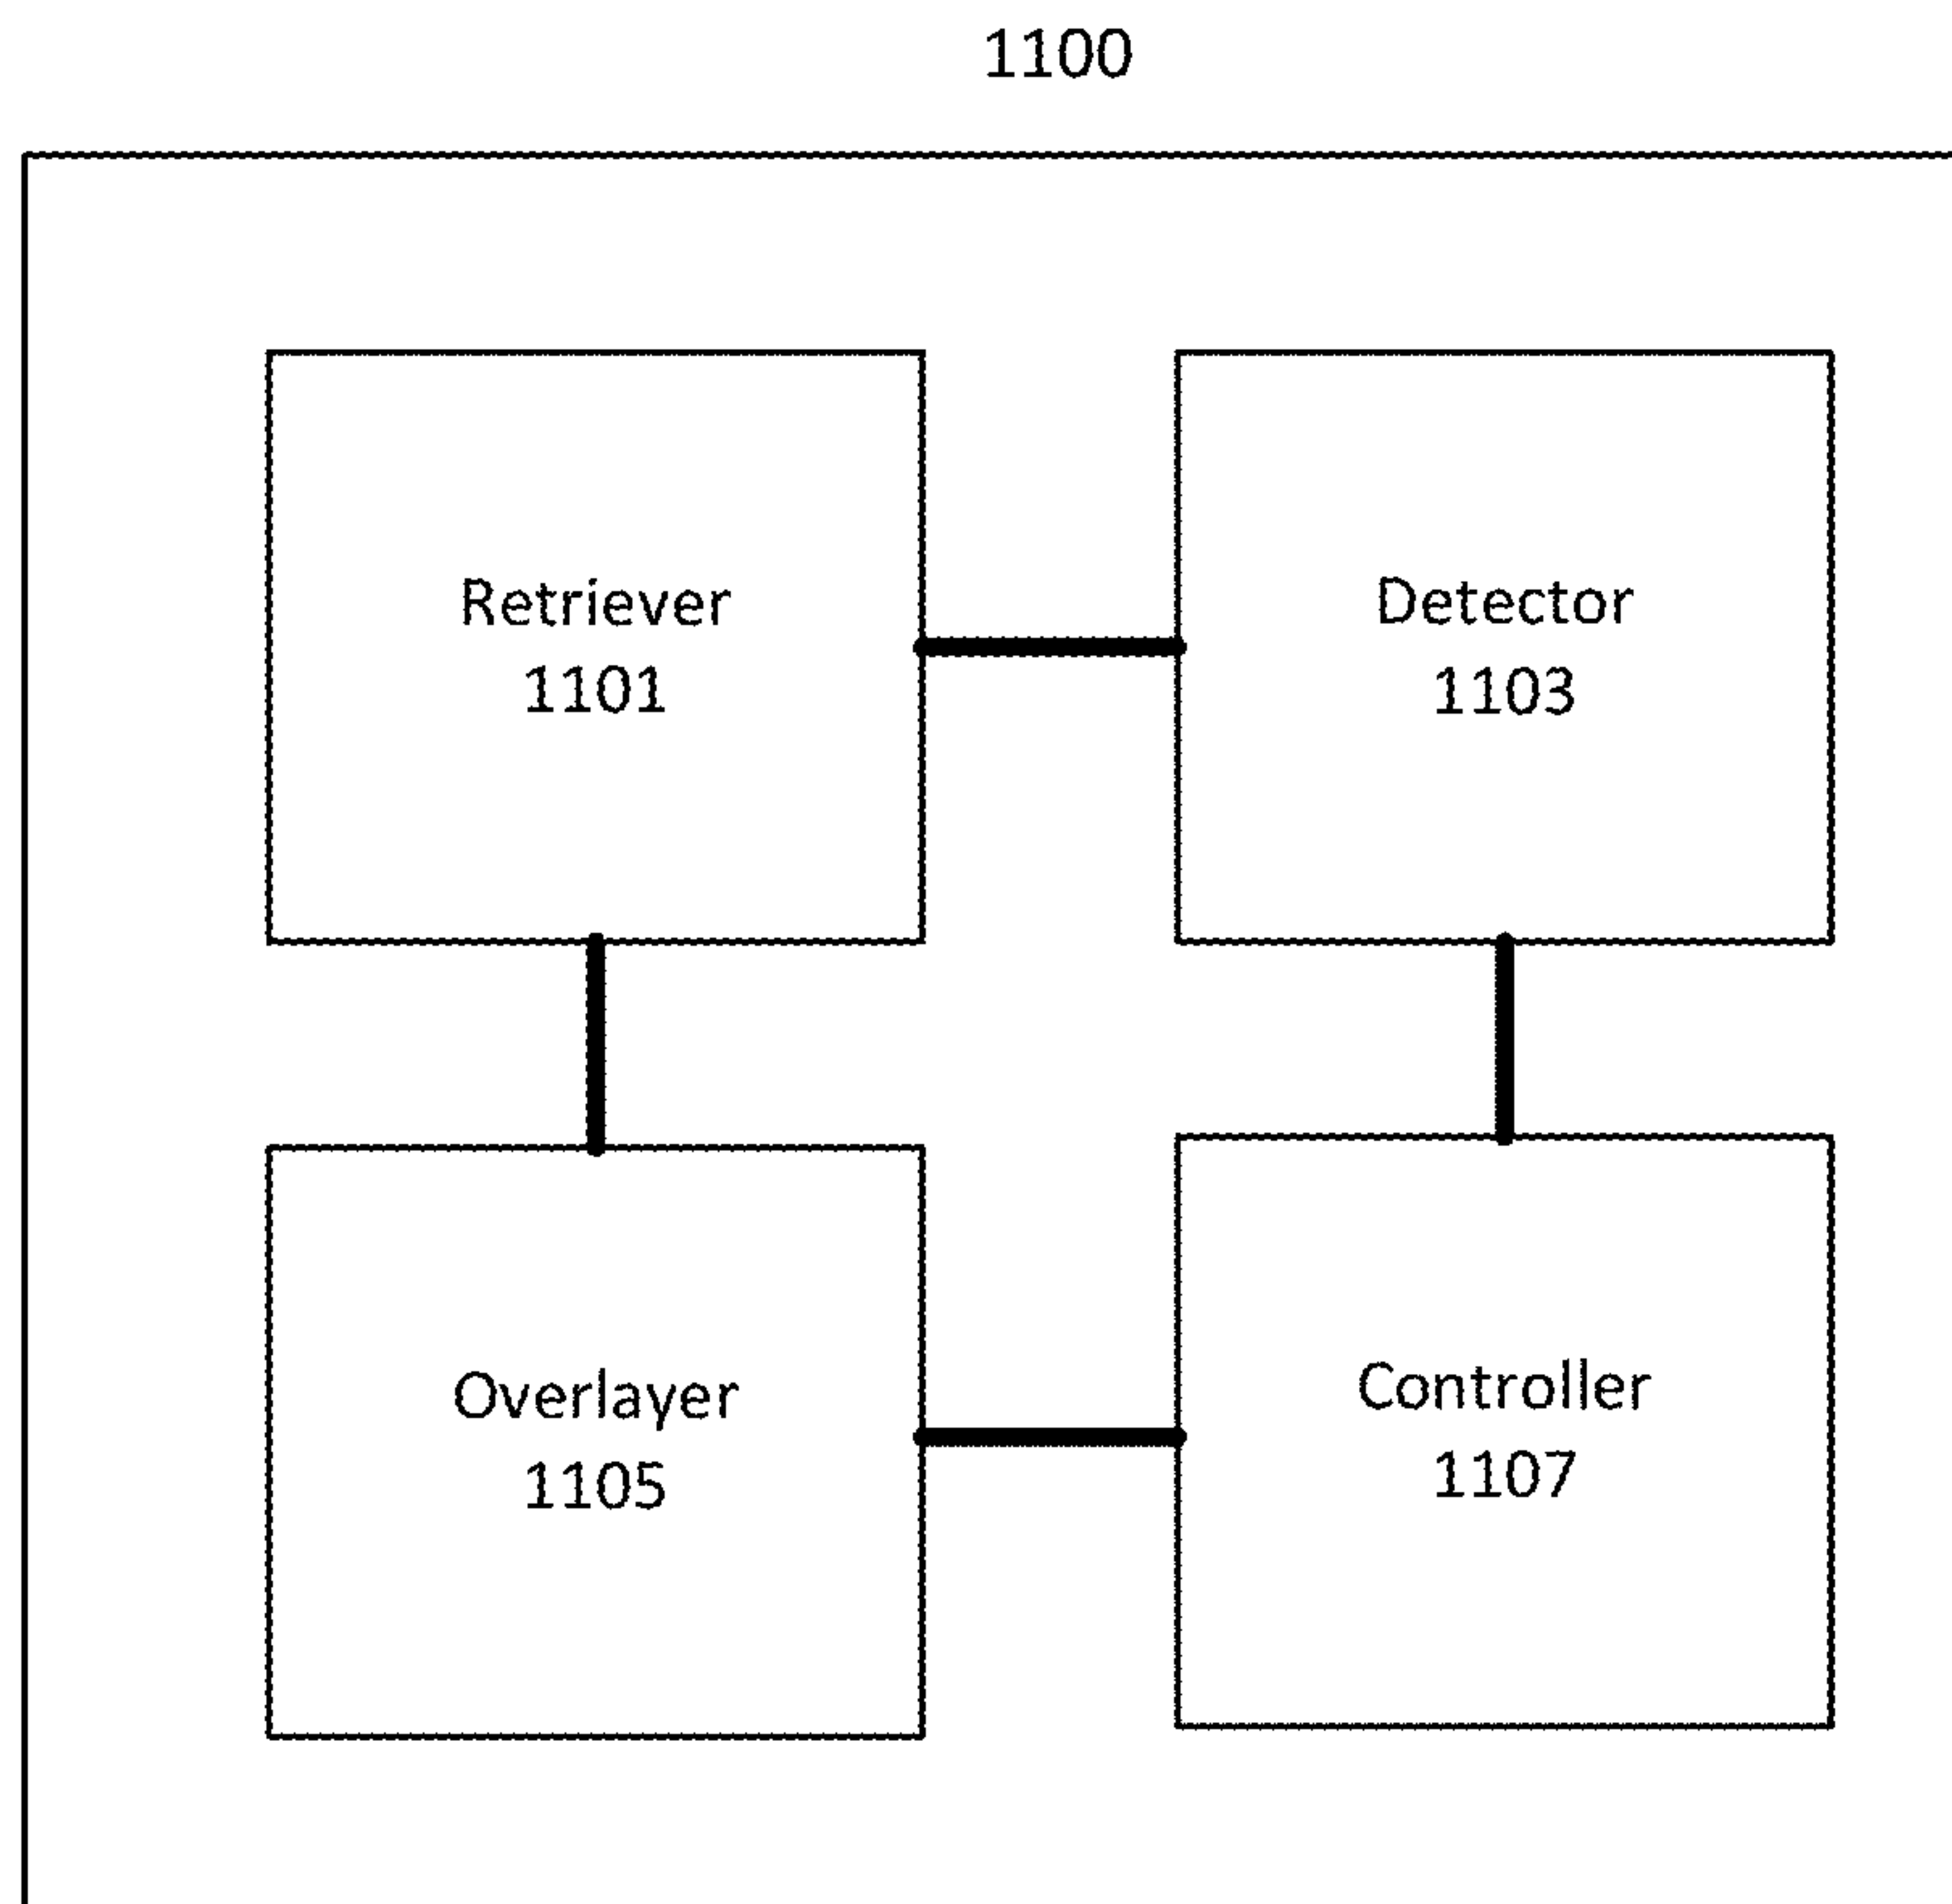 1100
Retriever
1101
Detector
1103
Overlayer
1105
Controller
1107